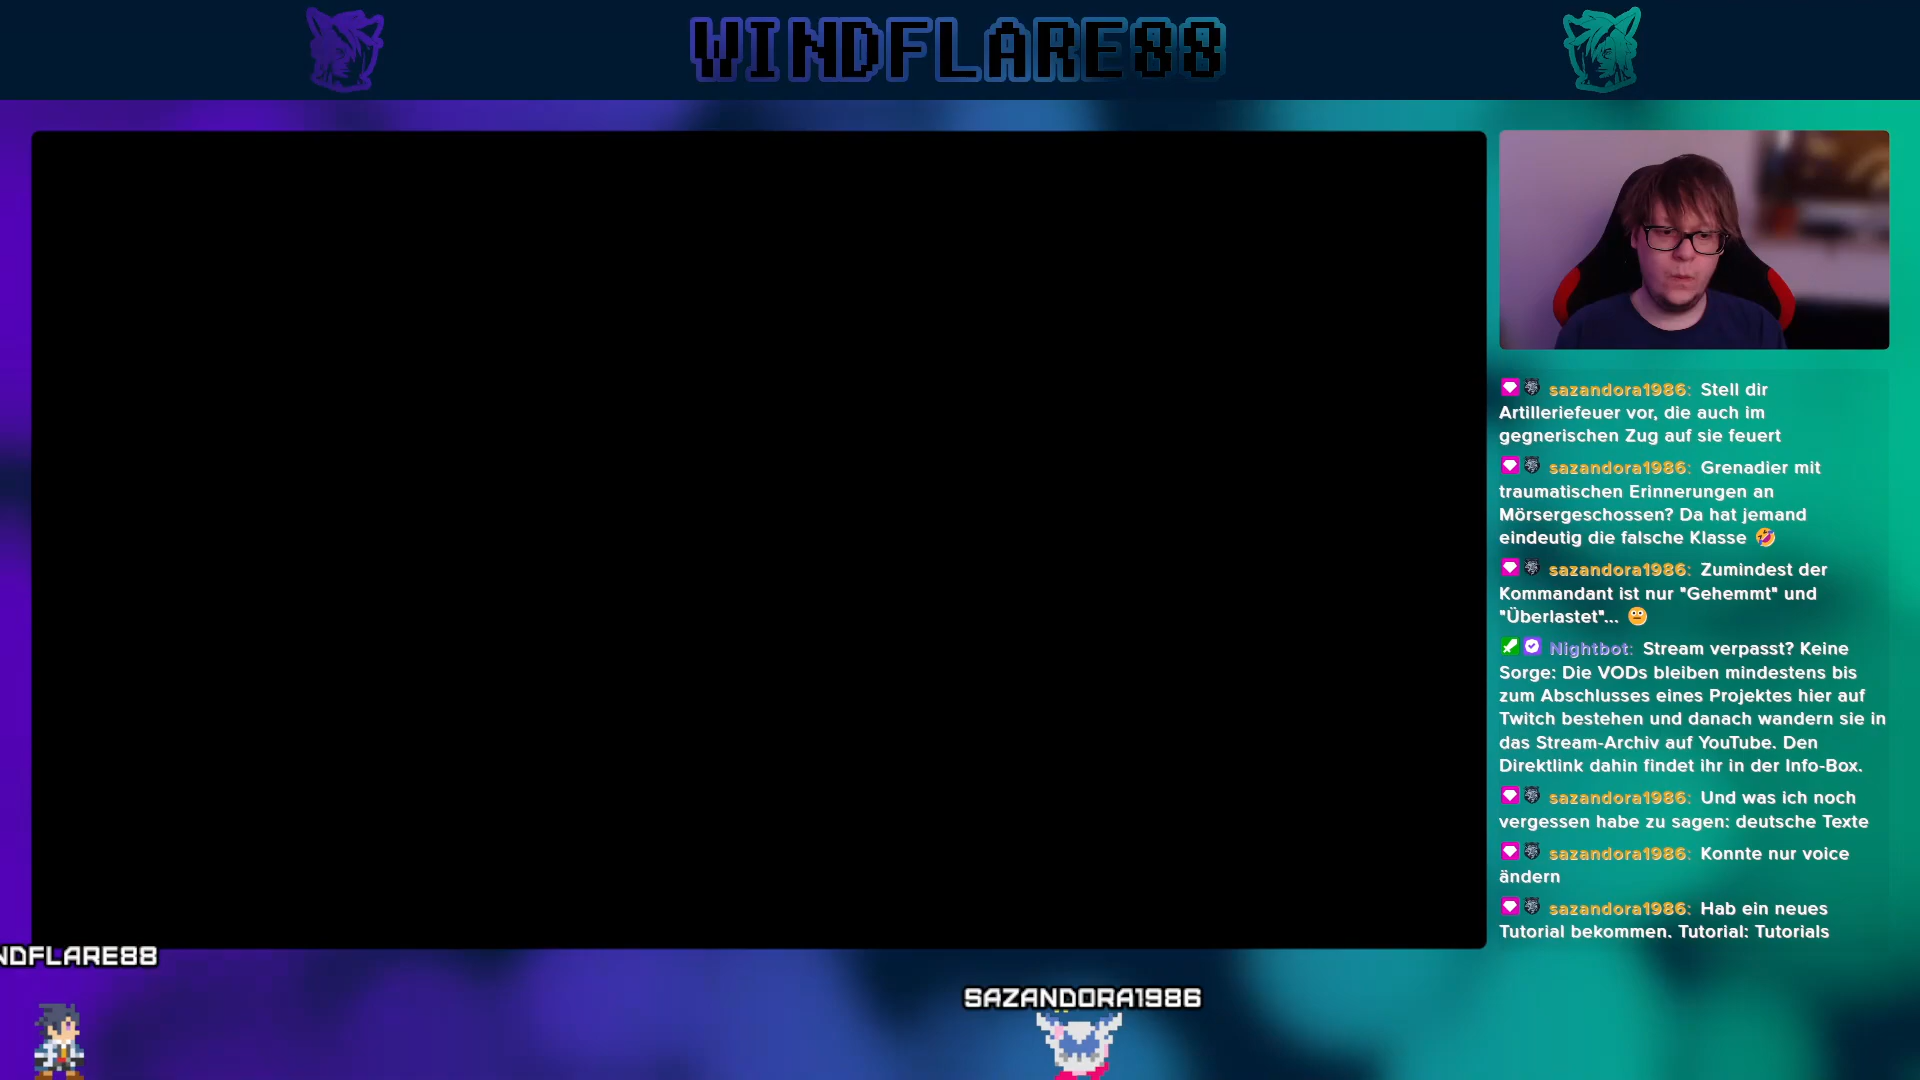 WINDFLARE88
sazandora1986: Stell dir
Artilleriefeuer vor, die auch im
gegnerischen Zug auf sie feuert
sazandora1986: Grenadier mit
traumatischen Erinnerungen an
Mörsergeschossen? Da hat jemand
eindeutig die falsche Klasse 🤣
sazandora1986: Zumindest der
Kommandant ist nur "Gehemmt" und
"Überlastet"... 😐
Nightbot: Stream verpasst? Keine
Sorge: Die VODs bleiben mindestens bis
zum Abschlusses eines Projektes hier auf
Twitch bestehen und danach wandern sie in
das Stream-Archiv auf YouTube. Den
Direktlink dahin findet ihr in der Info-Box.
sazandora1986: Und was ich noch
vergessen habe zu sagen: deutsche Texte
sazandora1986: Konnte nur voice
ändern
sazandora1986: Hab ein neues
Tutorial bekommen. Tutorial: Tutorials
NDFLARE88
SAZANDORA1986